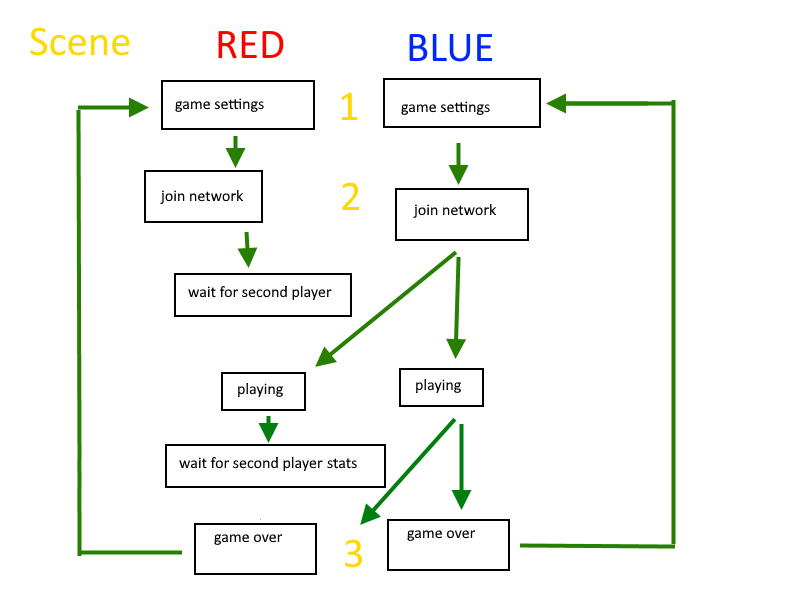 Scene RED BLUE
game settings 1 game settings
join network 2 join network
wait for second player
playing playing
wait for second player stats
game over 3 game over